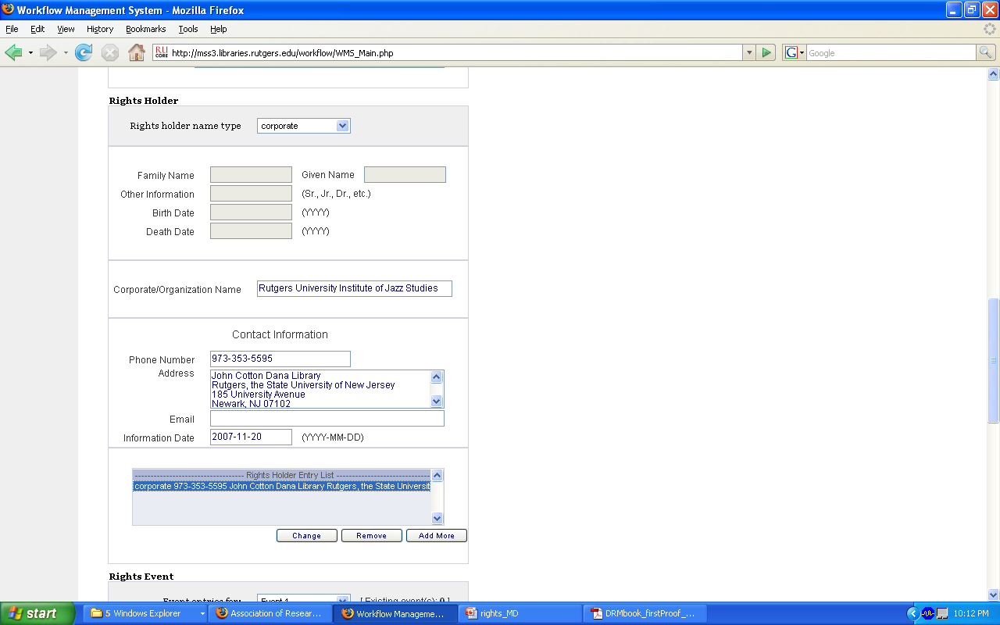 Workflow Management System - Mozilla Firefox
File Edit View History Bookmarks Tools Help
RU CORE http://mss3.libraries.rutgers.edu/workflow/WMS_Main.php G Google
Rights Holder
Rights holder name type corporate
Family Name Given Name
Other Information (Sr., Jr., Dr., etc.)
Birth Date (YYYY)
Death Date (YYYY)
Corporate/Organization Name Rutgers University Institute of Jazz Studies
Contact Information
Phone Number 973-353-5595
Address John Cotton Dana Library
Rutgers, the State University of New Jersey
185 University Avenue
Newark, NJ 07102
Email
Information Date 2007-11-20 (YYYY-MM-DD)
----------------------------------- Rights Holder Entry List ------------------------------
corporate 973-353-5595 John Cotton Dana Library Rutgers, the State Universit
Change Remove Add More
Rights Event
Event entries for: Event 1 [ Existing event(s): 0 ]
start 5 Windows Explorer Association of Resear... Workflow Manageme... rights_MD DRMbook_firstProof_... 10:12 PM